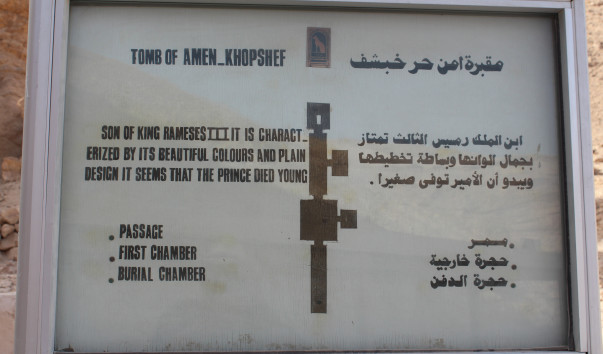 TOMB OF AMEN_KHOPSHEF
مقبرة امن حر خبشف
SON OF KING RAMESES III IT IS CHARACT_
ERIZED BY ITS BEAUTIFUL COLOURS AND PLAIN
DESIGN IT SEEMS THAT THE PRINCE DIED YOUNG
ابن الملك رمسيس الثالث تمتاز
بجمال الوانها وبساطة تخطيطها
ويبدو أن الأمير توفى صغيرا .
. PASSAGE
. FIRST CHAMBER
. BURIAL CHAMBER
. ممر
. حجرة خارجية
. حجرة الدفن